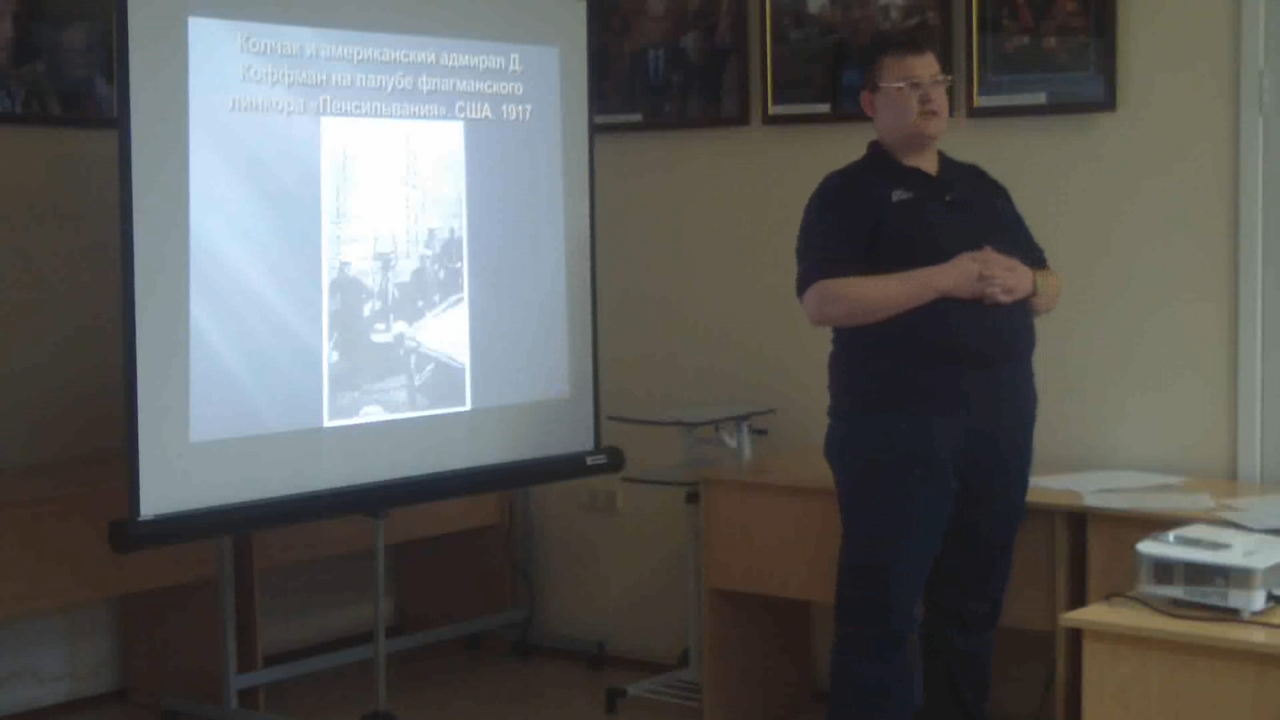 Колчак и американский адмирал Д.
Коффман на палубе флагманского
линкора «Пенсильвания». США. 1917